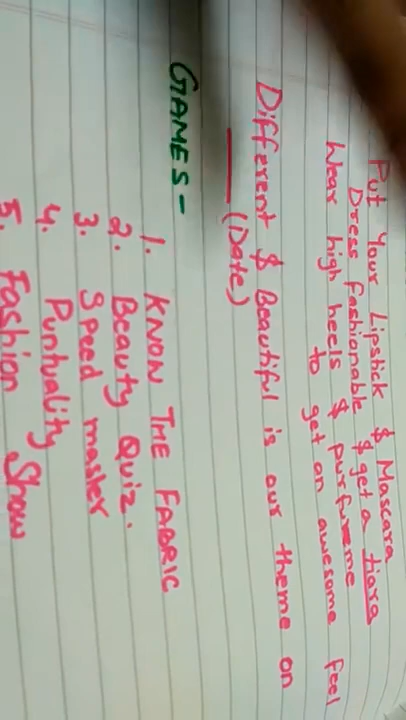 Put Your Lipstick $ Mascara
Dress fashionable $ get a tiara
Wear high heels $ purfureme
to get an awesome feel
Different $ Beautiful is our theme on
____ (Date)
GAMES -
1. KNOW THE FABRIC
2. Beauty Quiz.
3. Speed master
4. Puntuality
5. Fashion Show